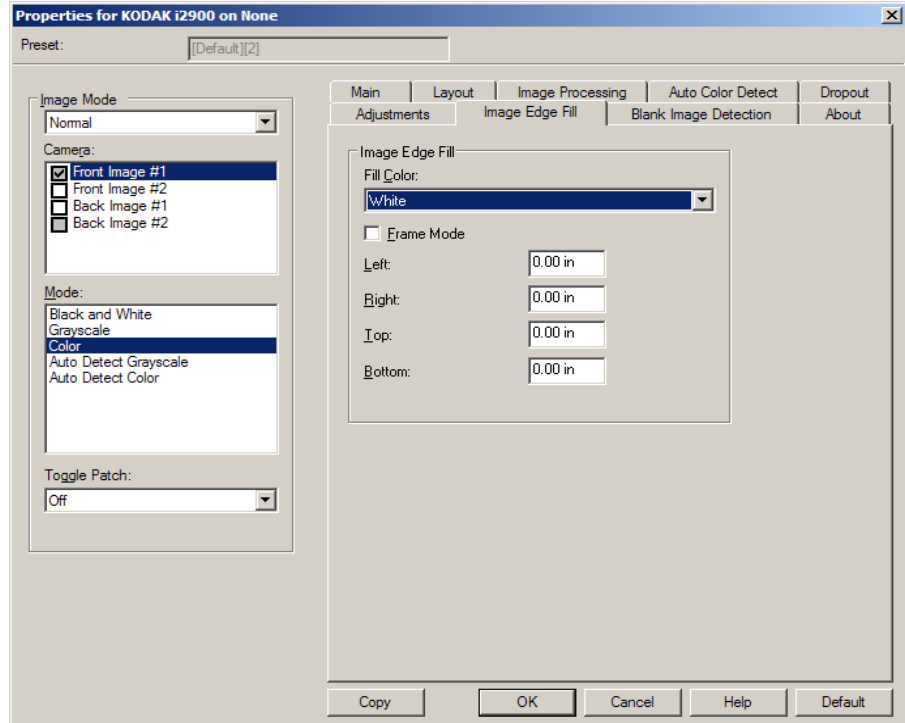 Properties for KODAK i2900 on None
Preset:
[Default][2]
Image Mode
Normal
Camera:
Front Image #1
Front Image #2
Back Image #1
Back Image #2
Mode:
Black and White
Grayscale
Color
Auto Detect Grayscale
Auto Detect Color
Toggle Patch:
Off
Main Layout Image Processing Auto Color Detect Dropout
Adjustments Image Edge Fill Blank Image Detection About
Image Edge Fill
Fill Color:
White
Frame Mode
Left: 0.00 in
Right: 0.00 in
Top: 0.00 in
Bottom: 0.00 in
Copy OK Cancel Help Default